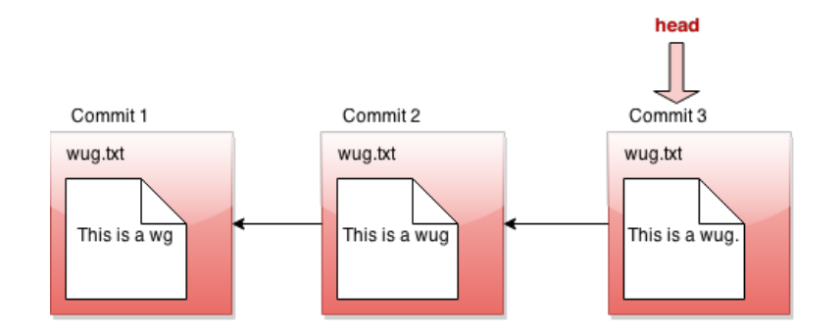 head
Commit 1
Commit 2
Commit 3
wug.txt
wug.txt
wug.txt
This is a wg
This is a wug
This is a wug.